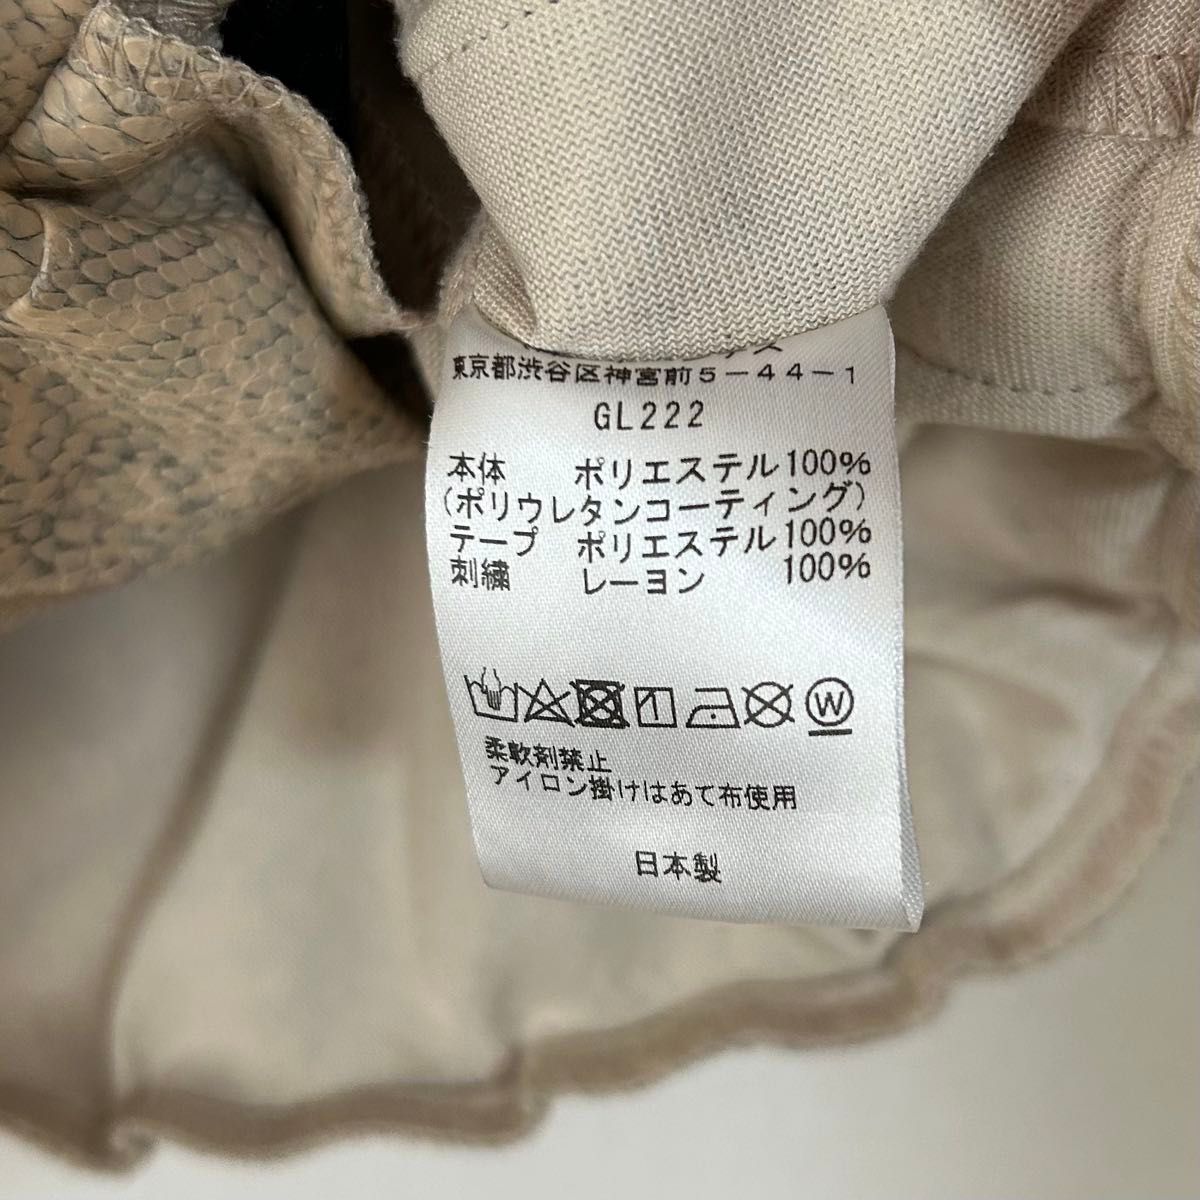 東京都渋谷区神宮前5-44-1
GL222
本体 ポリエステル100%
(ポリウレタンコーティング)
テープ ポリエステル100%
刺繍 レーヨン 100%
W
柔軟剤禁止
アイロン掛けはあて布使用
日本製